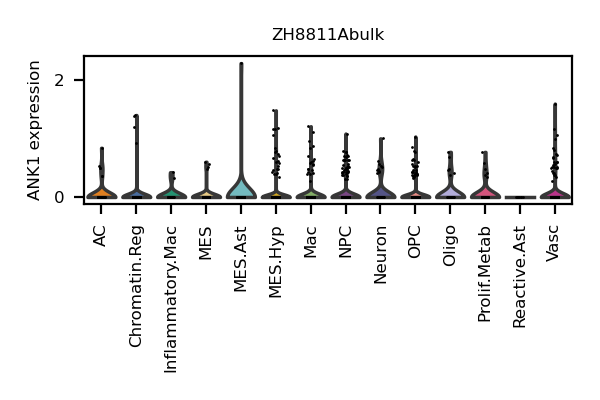 ZH8811Abulk
ANK1 expression
2
0
AC
Chromatin.Reg
Inflammatory.Mac
MES
MES.Ast
MES.Hyp
Mac
NPC
Neuron
OPC
Oligo
Prolif.Metab
Reactive.Ast
Vasc